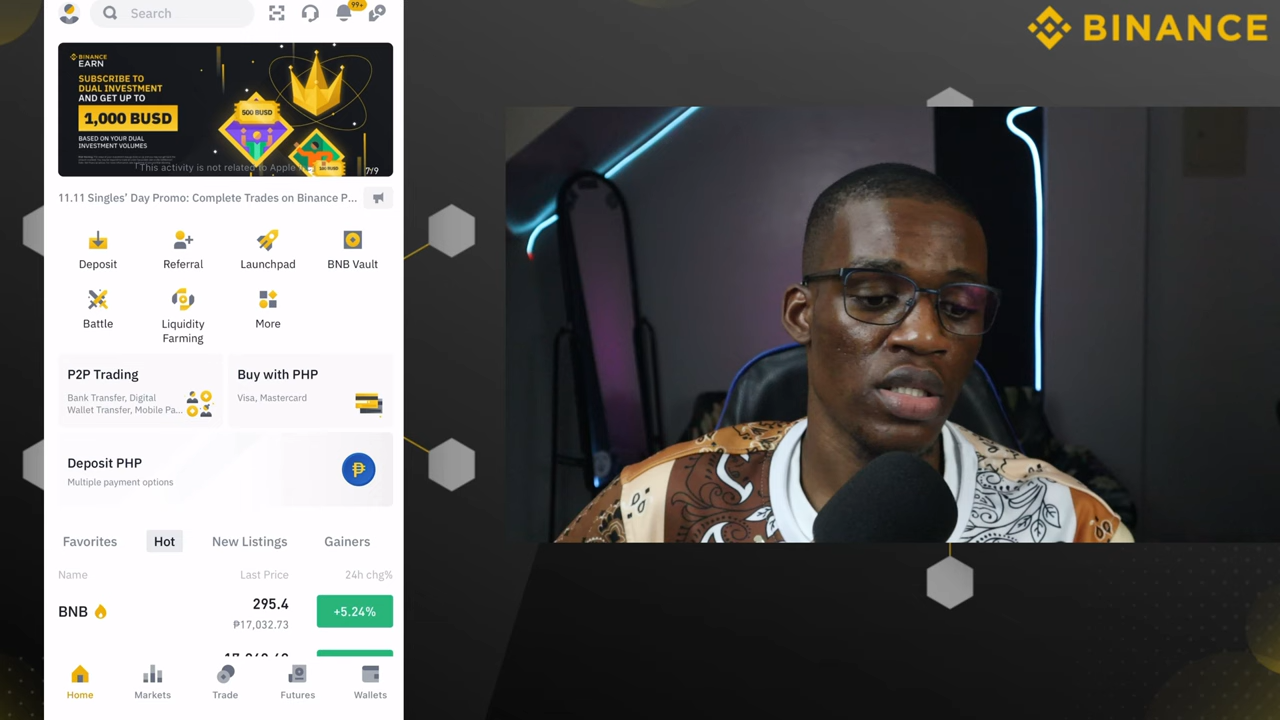 Search
99+
BINANCE
BINANCE
EARN
SUBSCRIBE TO
DUAL INVESTMENT
AND GET UP TO
1,000 BUSD
BASED ON YOUR DUAL
INVESTMENT VOLUMES
500 BUSD
This activity is not related to Apple
7/9
11.11 Singles' Day Promo: Complete Trades on Binance P...
Deposit
Referral
Launchpad
BNB Vault
Battle
Liquidity
Farming
More
P2P Trading
Bank Transfer, Digital
Wallet Transfer, Mobile Pa...
Buy with PHP
Visa, Mastercard
Deposit PHP
Multiple payment options
Favorites
Hot
New Listings
Gainers
Name
Last Price
24h chg%
BNB
295.4
+5.24%
₱17,032.73
Home
Markets
Trade
Futures
Wallets